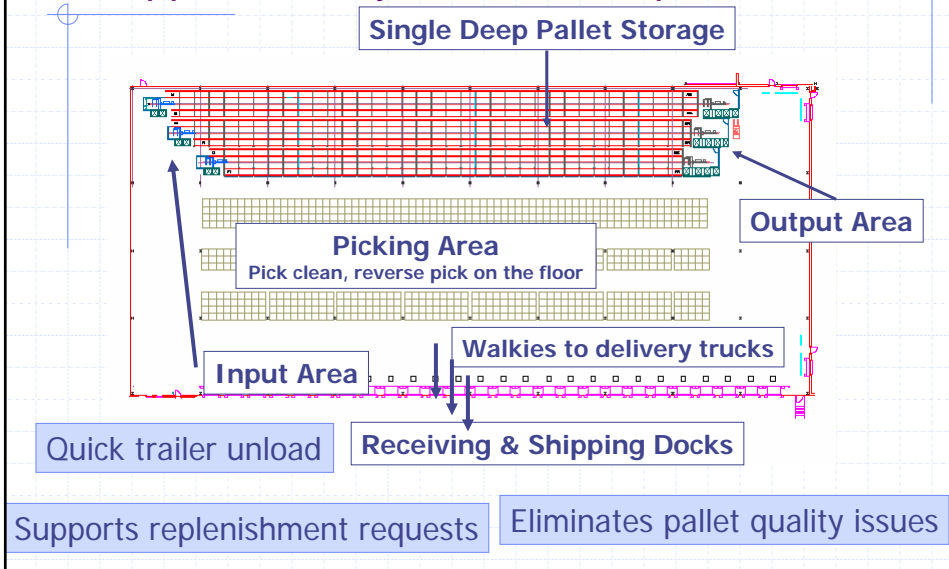 Single Deep Pallet Storage
Output Area
Picking Area
Pick clean, reverse pick on the floor
Walkies to delivery trucks
Input Area
Receiving & Shipping Docks
Quick trailer unload
Supports replenishment requests
Eliminates pallet quality issues